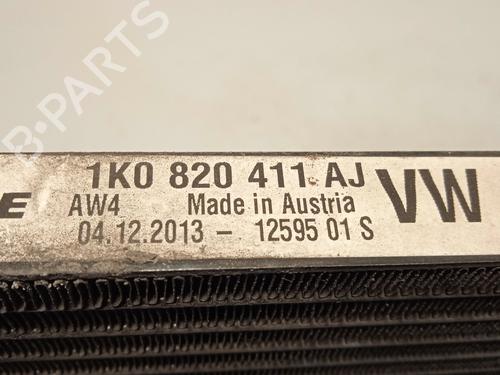 B-PARTS
1K0 820 411 AJ
E AW4 Made in Austria VW
04.12.2013 - 12595 01 S